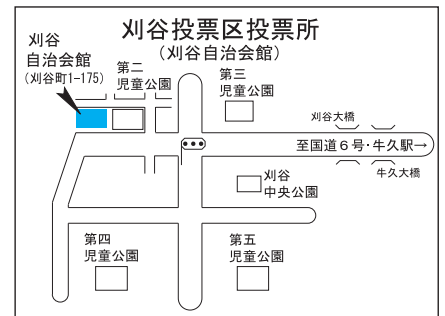 刈谷投票区投票所
(刈谷自治会館)
刈谷
自治会館
(刈谷町1-175)
第二
児童公園
第三
児童公園
刈谷大橋
至国道6号・牛久駅→
牛久大橋
刈谷
中央公園
第四
児童公園
第五
児童公園